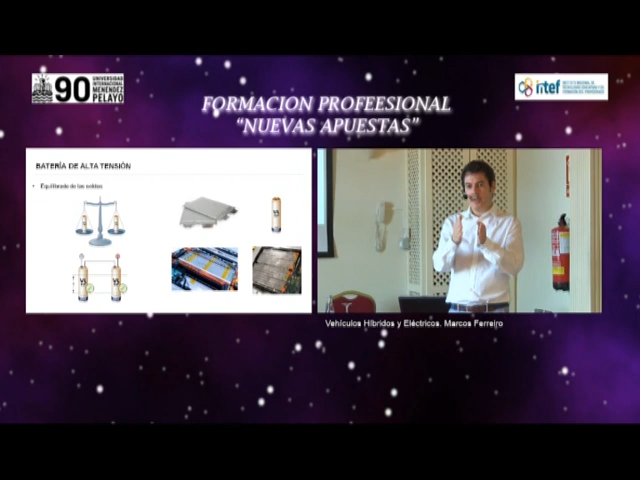 90
UNIVERSIDAD
INTERNACIONAL
MENÉNDEZ
PELAYO
intef
FORMACION PROFEESIONAL
“NUEVAS APUESTAS”
BATERÍA DE ALTA TENSIÓN
• Equilibrado de las celdas
Vehículos Híbridos y Eléctricos. Marcos Ferreiro